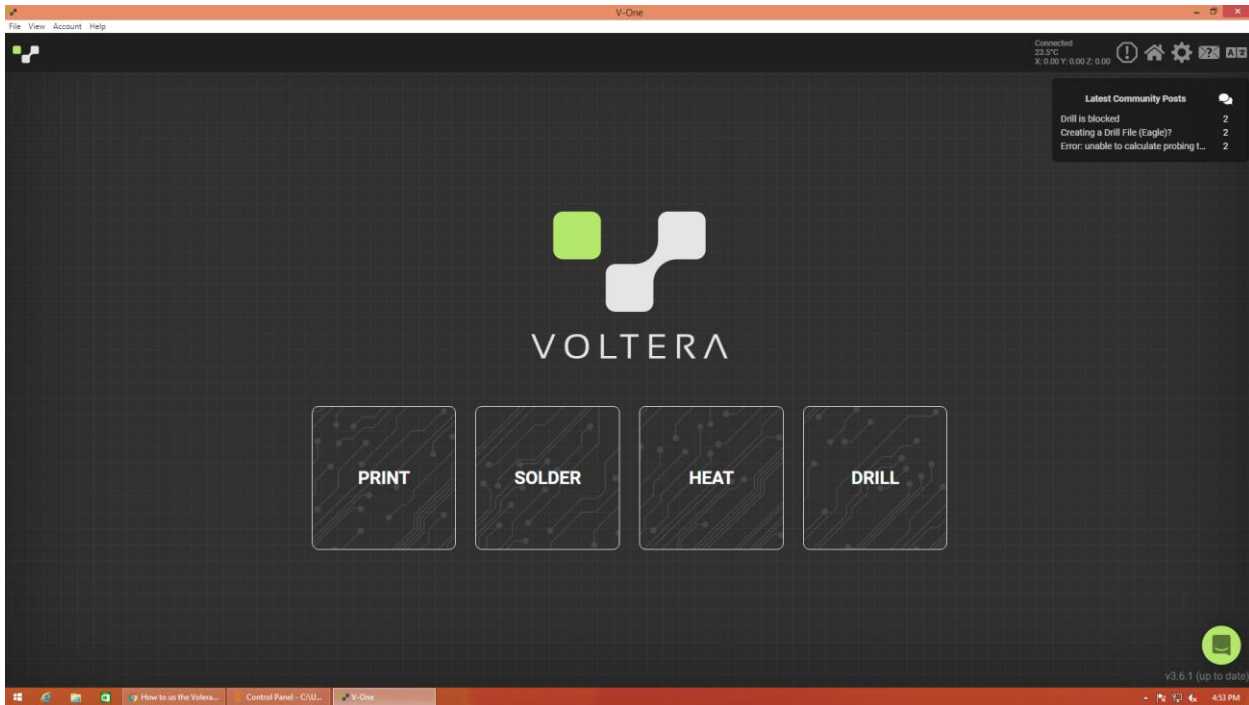 V-One
File View Account Help
Connected
23.5°C
X: 0.00 Y: 0.00 Z: 0.00
Latest Community Posts
Drill is blocked 2
Creating a Drill File (Eagle)? 2
Error: unable to calculate probing t... 2
VOLTERA
PRINT SOLDER HEAT DRILL
v3.6.1 (up to date)
How to us the Volera... Control Panel - C:\U... V-One 4:53 PM